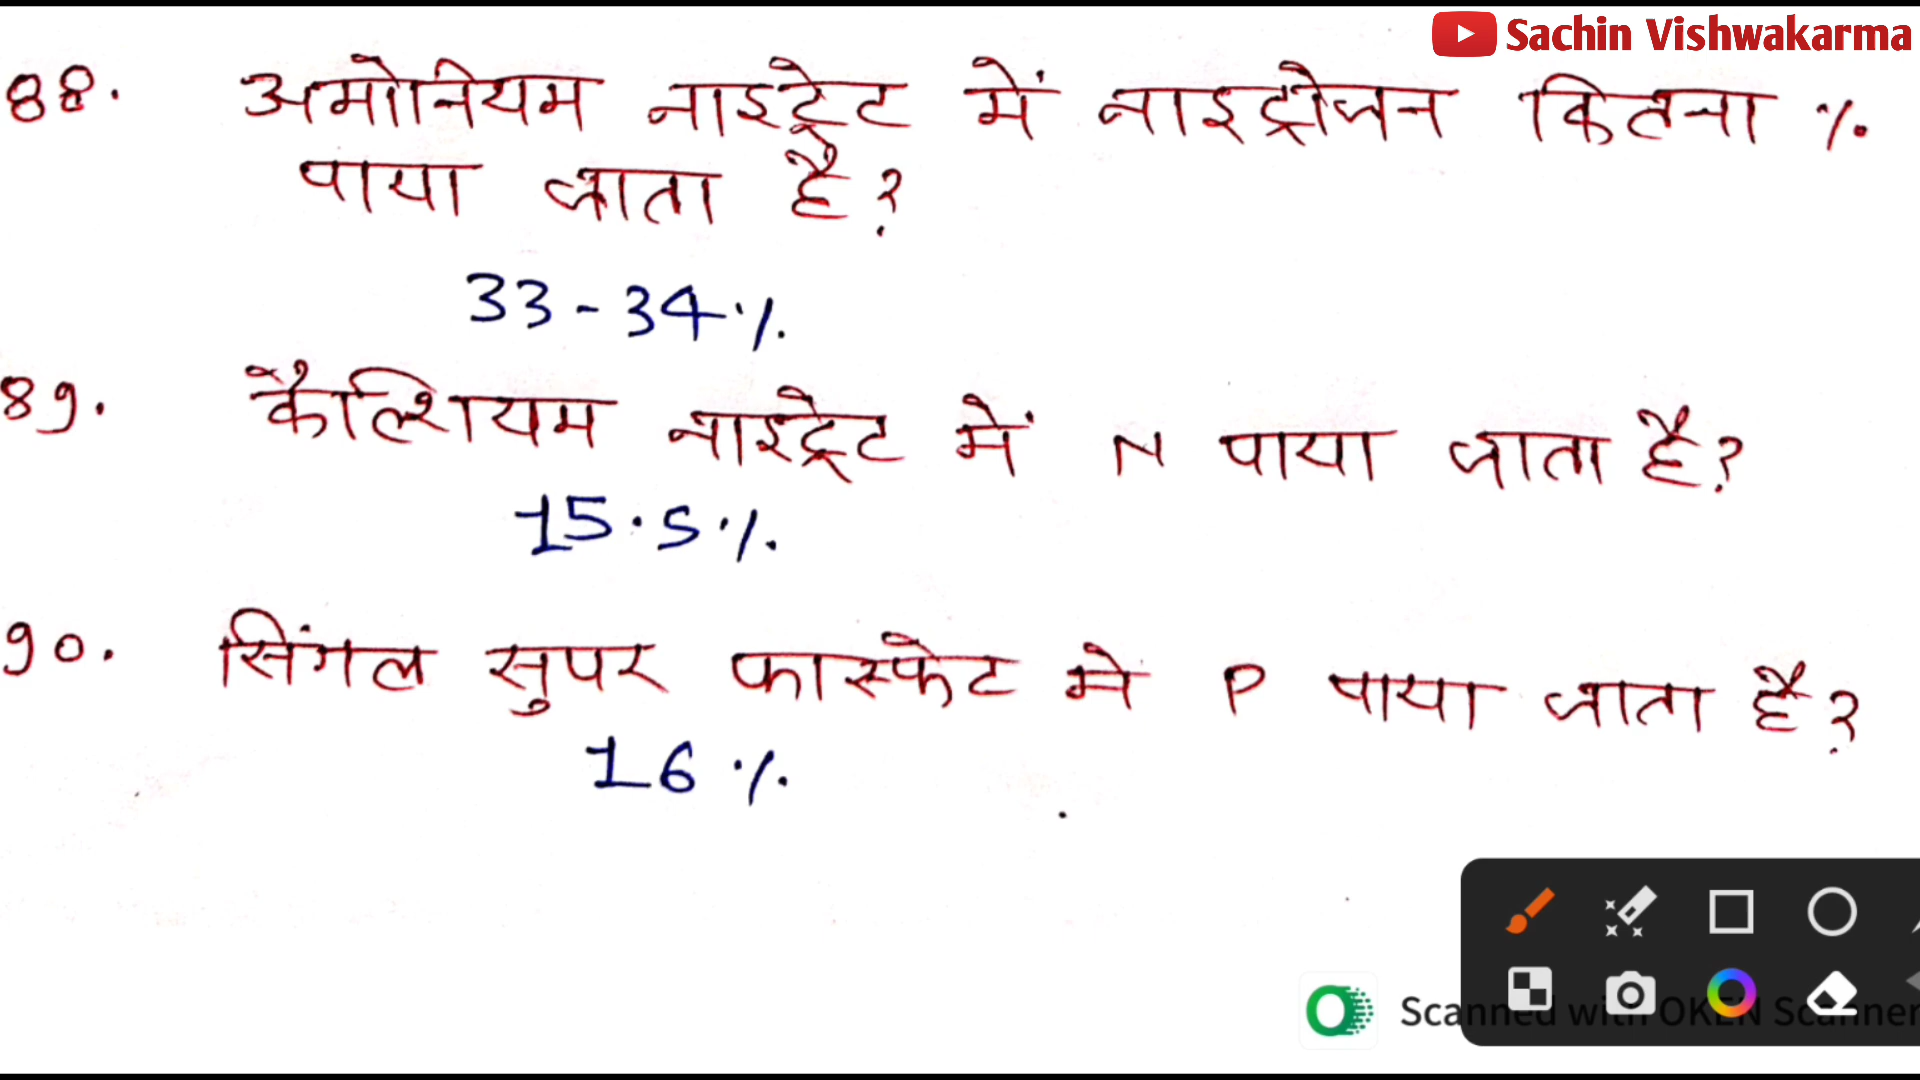 Sachin Vishwakarma
88. अमोनियम नाइट्रेट में नाइट्रोजन कितना %
पाया जाता है?
33-34%
89. कैल्शियम नाइट्रेट में N पाया जाता है?
15.5%
90. सिंगल सुपर फास्फेट मे P पाया जाता है?
16%
Scanned with OKEN Scanner